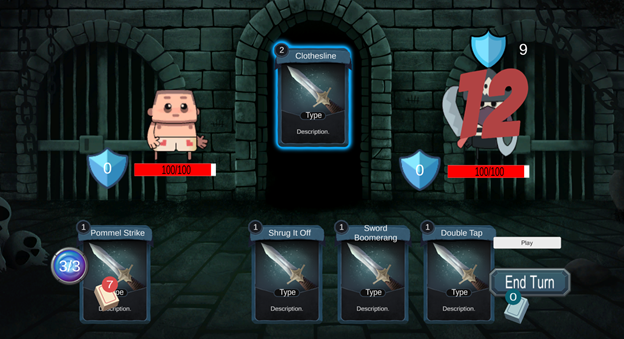 2
Clothesline
Type
Description.
9
12
0
100/100
0
100/100
1
Pommel Strike
Type
Description.
3/3
7
1
Shrug It Off
Type
Description.
1
Sword
Boomerang
Type
Description.
1
Double Tap
Type
Description.
Play
End Turn
0